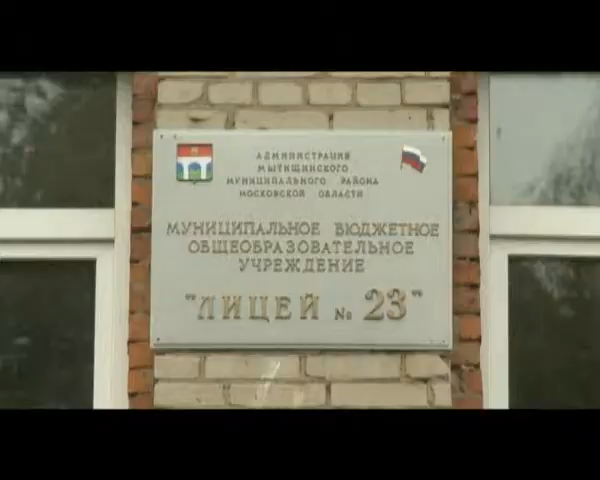 АДМИНИСТРАЦИЯ
МЫТИЩИНСКОГО
МУНИЦИПАЛЬНОГО РАЙОНА
МОСКОВСКОЙ ОБЛАСТИ
МУНИЦИПАЛЬНОЕ БЮДЖЕТНОЕ
ОБЩЕОБРАЗОВАТЕЛЬНОЕ
УЧРЕЖДЕНИЕ
"ЛИЦЕЙ № 23"